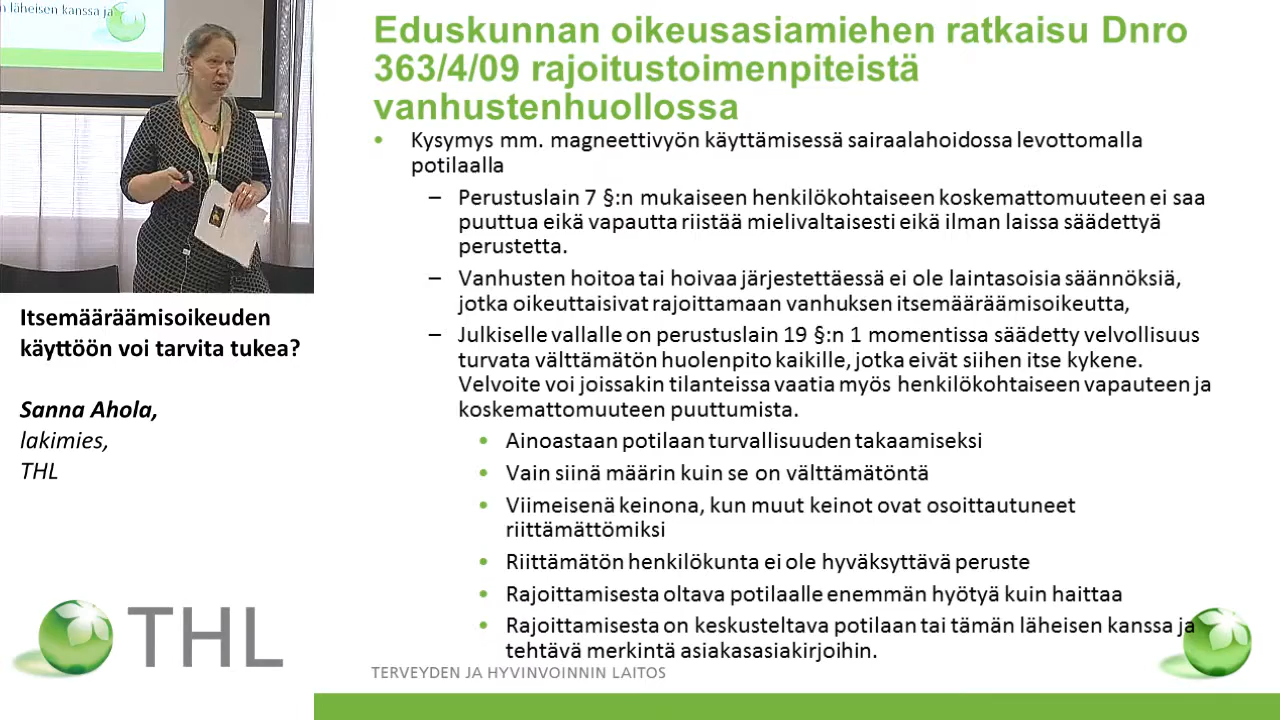 n läheisen kanssa ja
Eduskunnan oikeusasiamiehen ratkaisu Dnro
363/4/09 rajoitustoimenpiteistä
vanhustenhuollossa
• Kysymys mm. magneettivyön käyttämisessä sairaalahoidossa levottomalla
potilaalla
– Perustuslain 7 §:n mukaiseen henkilökohtaiseen koskemattomuuteen ei saa
puuttua eikä vapautta riistää mielivaltaisesti eikä ilman laissa säädettyä
perustetta.
– Vanhusten hoitoa tai hoivaa järjestettäessä ei ole laintasoisia säännöksiä,
jotka oikeuttaisivat rajoittamaan vanhuksen itsemääräämisoikeutta,
– Julkiselle vallalle on perustuslain 19 §:n 1 momentissa säädetty velvollisuus
turvata välttämätön huolenpito kaikille, jotka eivät siihen itse kykene.
Velvoite voi joissakin tilanteissa vaatia myös henkilökohtaiseen vapauteen ja
koskemattomuuteen puuttumista.
• Ainoastaan potilaan turvallisuuden takaamiseksi
• Vain siinä määrin kuin se on välttämätöntä
• Viimeisenä keinona, kun muut keinot ovat osoittautuneet
riittämättömiksi
• Riittämätön henkilökunta ei ole hyväksyttävä peruste
• Rajoittamisesta oltava potilaalle enemmän hyötyä kuin haittaa
• Rajoittamisesta on keskusteltava potilaan tai tämän läheisen kanssa ja
tehtävä merkintä asiakasasiakirjoihin.
TERVEYDEN JA HYVINVOINNIN LAITOS
Itsemääräämisoikeuden
käyttöön voi tarvita tukea?
Sanna Ahola,
lakimies,
THL
THL